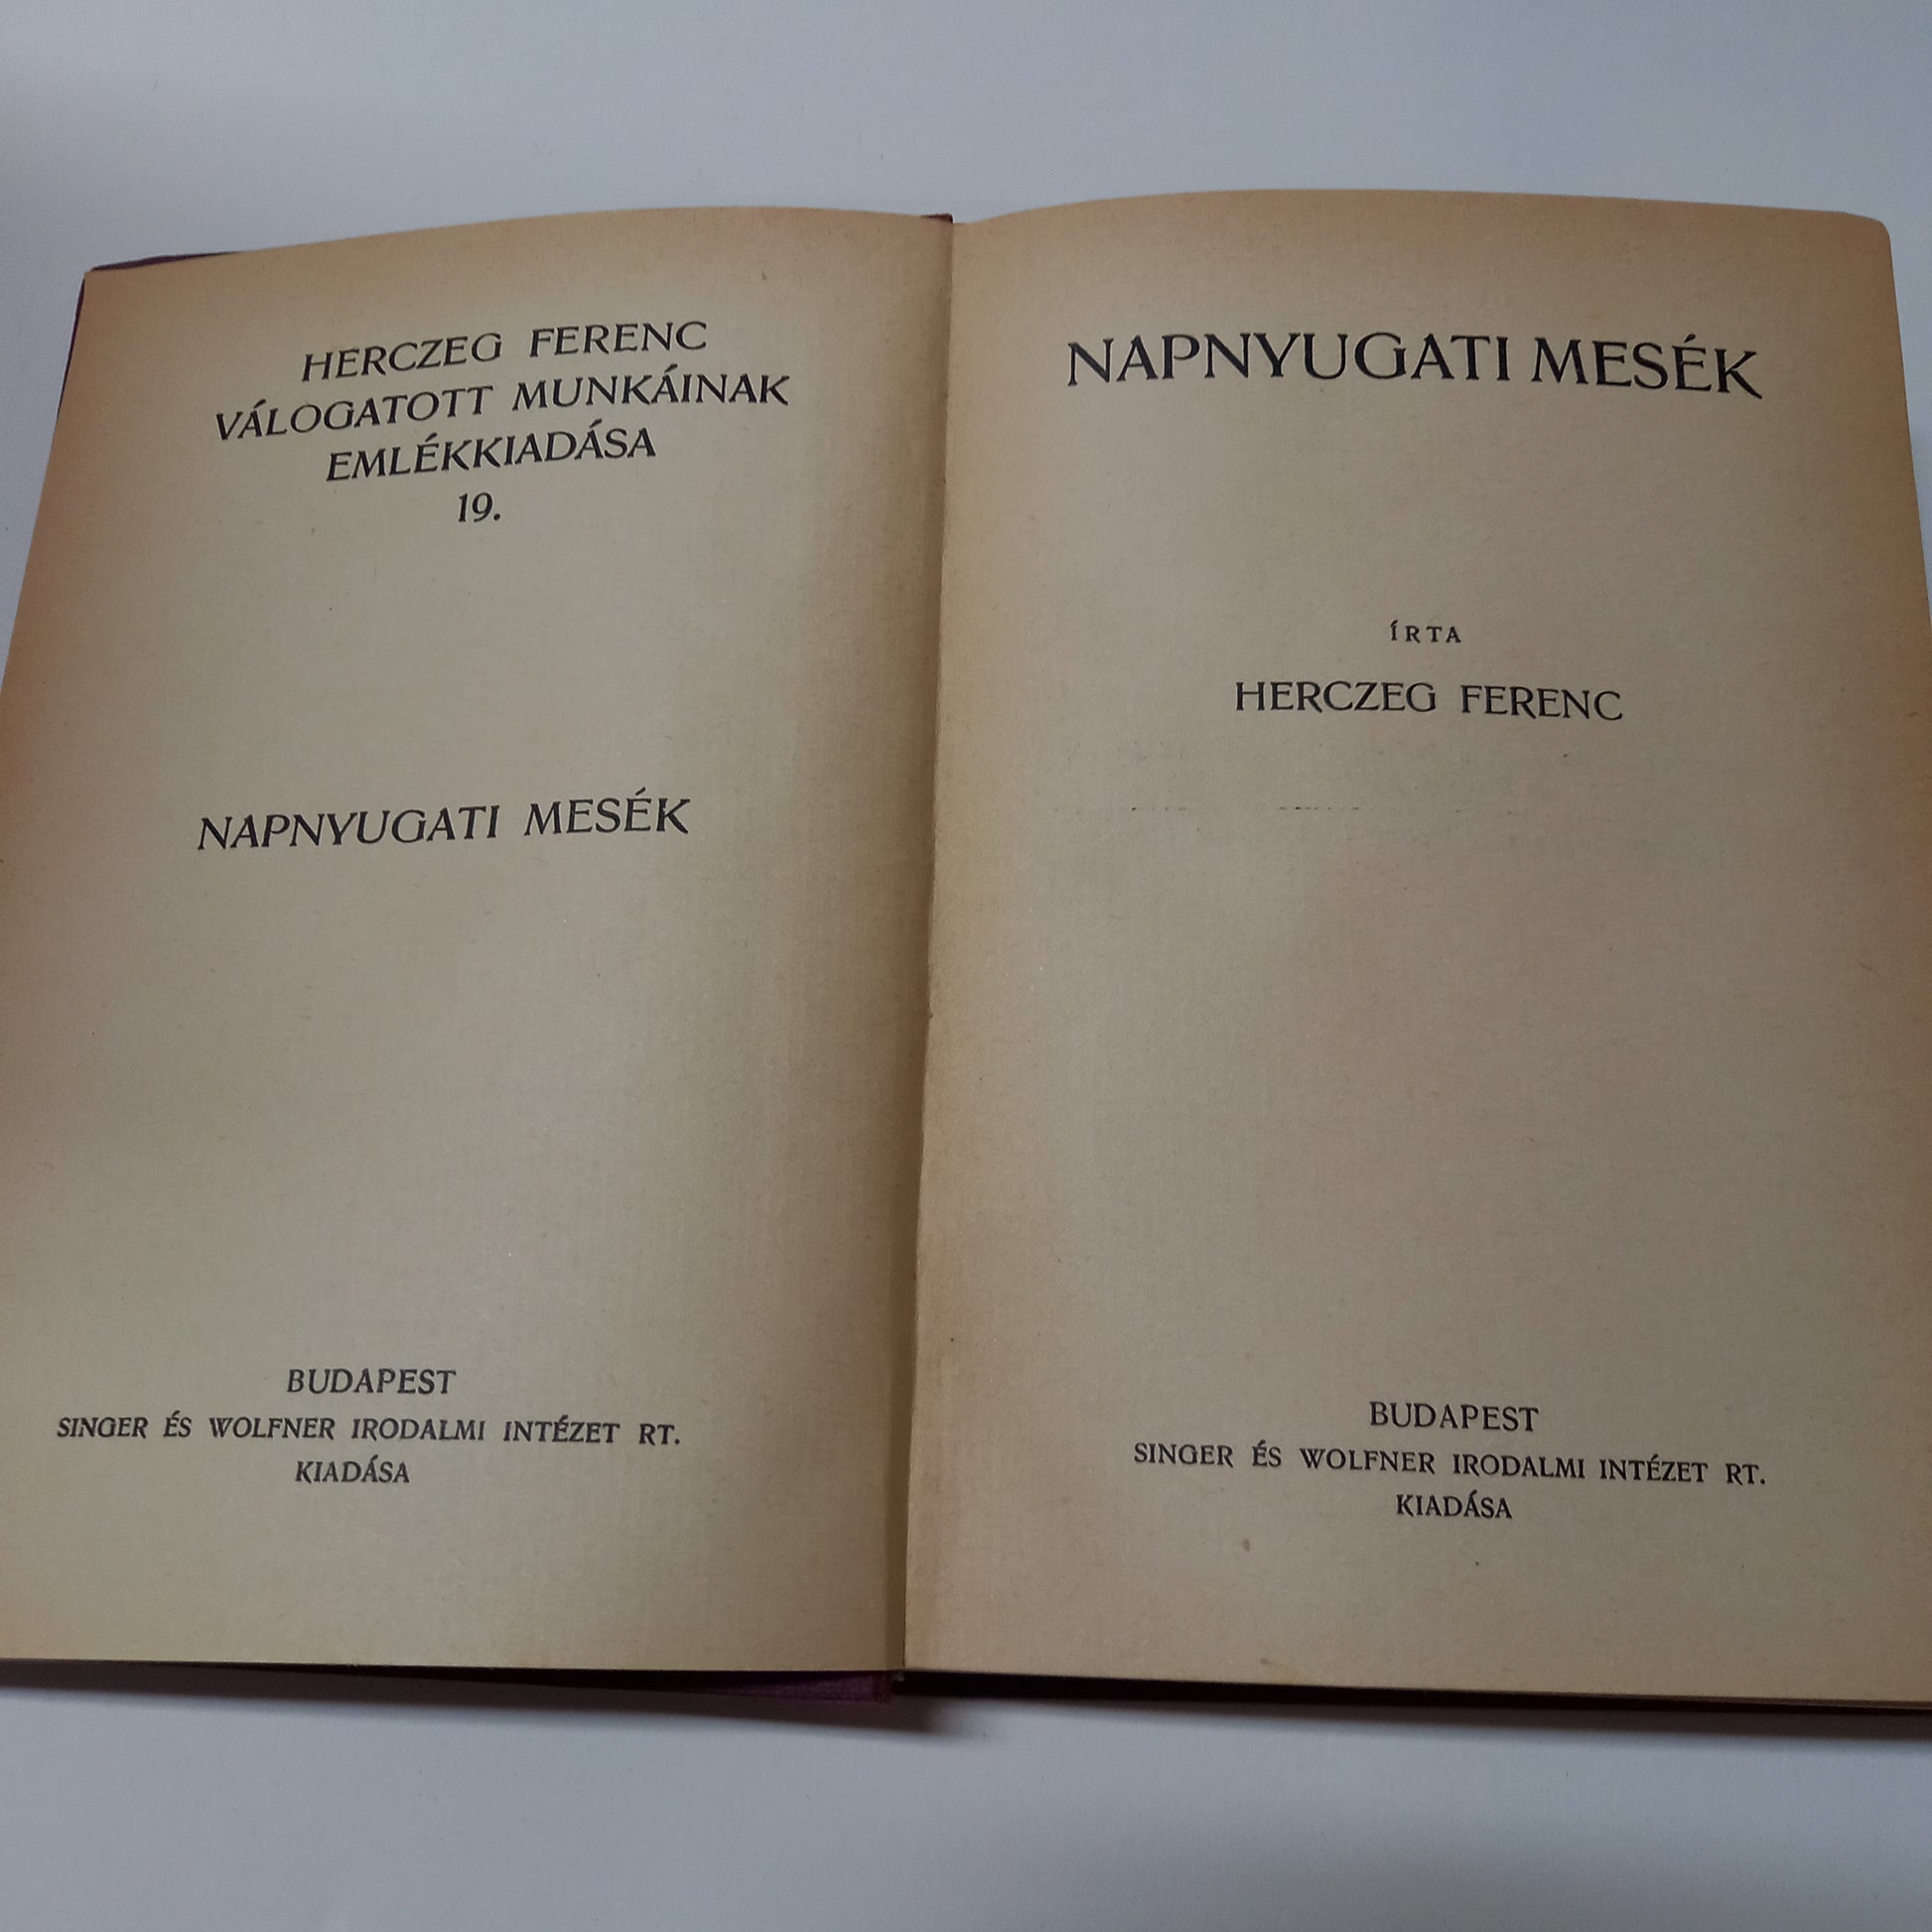 HERCZEG FERENC
VÁLOGATOTT MUNKÁINAK
EMLÉKKIADÁSA
19.
NAPNYUGATI MESÉK
BUDAPEST
SINGER ÉS WOLFNER IRODALMI INTÉZET RT.
KIADÁSA
NAPNYUGATI MESÉK
ÍRTA
HERCZEG FERENC
BUDAPEST
SINGER ÉS WOLFNER IRODALMI INTÉZET RT.
KIADÁSA